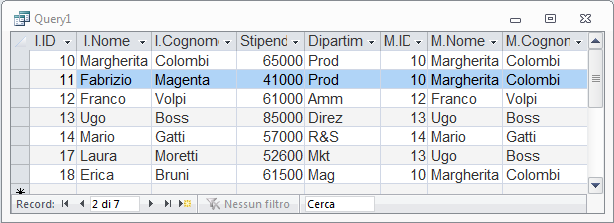 Query1
I.ID I.Nome I.Cognome Stipend Dipartim M.ID M.Nome M.Cognon
10 Margherita Colombi 65000 Prod 10 Margherita Colombi
11 Fabrizio Magenta 41000 Prod 10 Margherita Colombi
12 Franco Volpi 61000 Amm 12 Franco Volpi
13 Ugo Boss 85000 Direz 13 Ugo Boss
14 Mario Gatti 57000 R&S 14 Mario Gatti
17 Laura Moretti 52600 Mkt 13 Ugo Boss
18 Erica Bruni 61500 Mag 10 Margherita Colombi
Record: 2 di 7 Nessun filtro Cerca